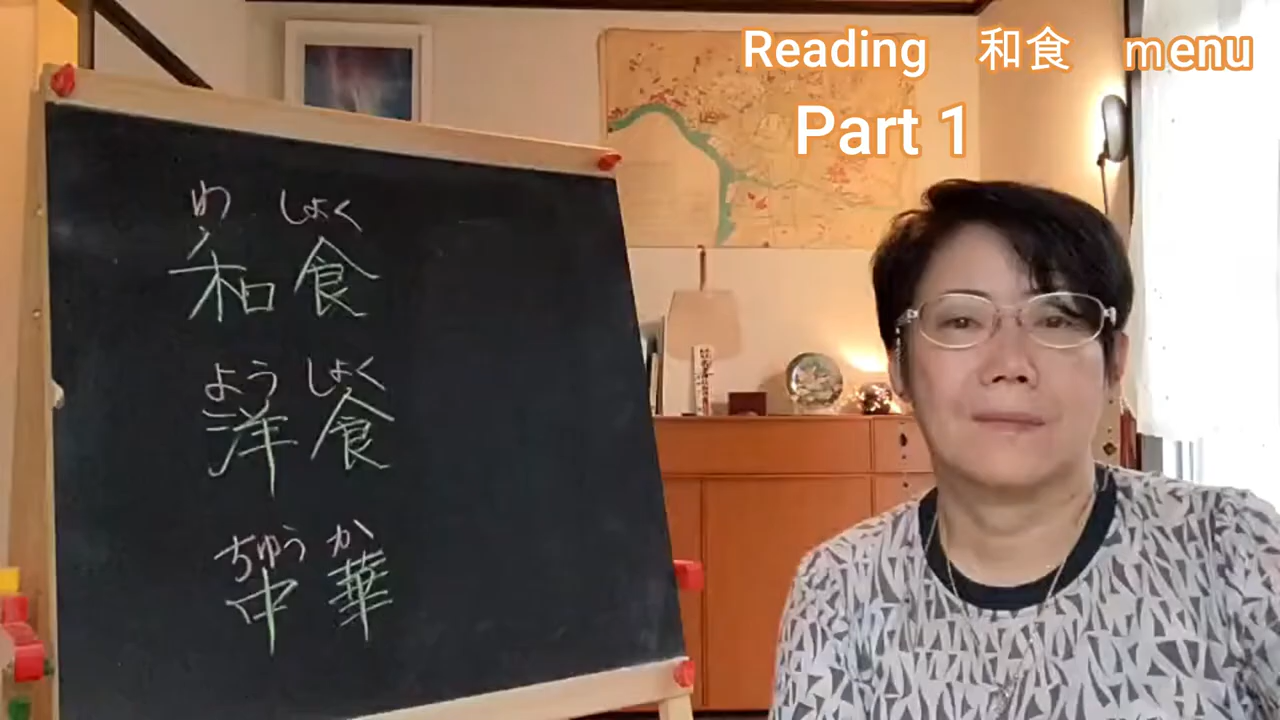 Reading 和食 menu
Part 1
わ しょく
和食
よう しょく
洋食
ちゅう か
中華